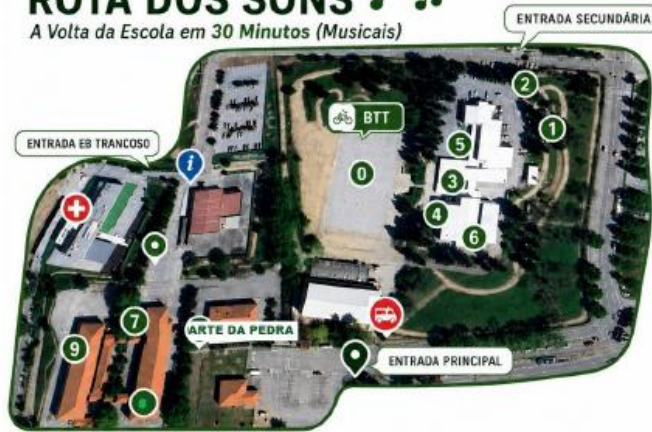 ROTA DOS SONS
A Volta da Escola em 30 Minutos (Musicais)
ENTRADA SECUNDÁRIA
2
BTT
1
ENTRADA EB TRANCOSO
5
i
0
3
4
6
7
ARTE DA PEDRA
9
ENTRADA PRINCIPAL
8